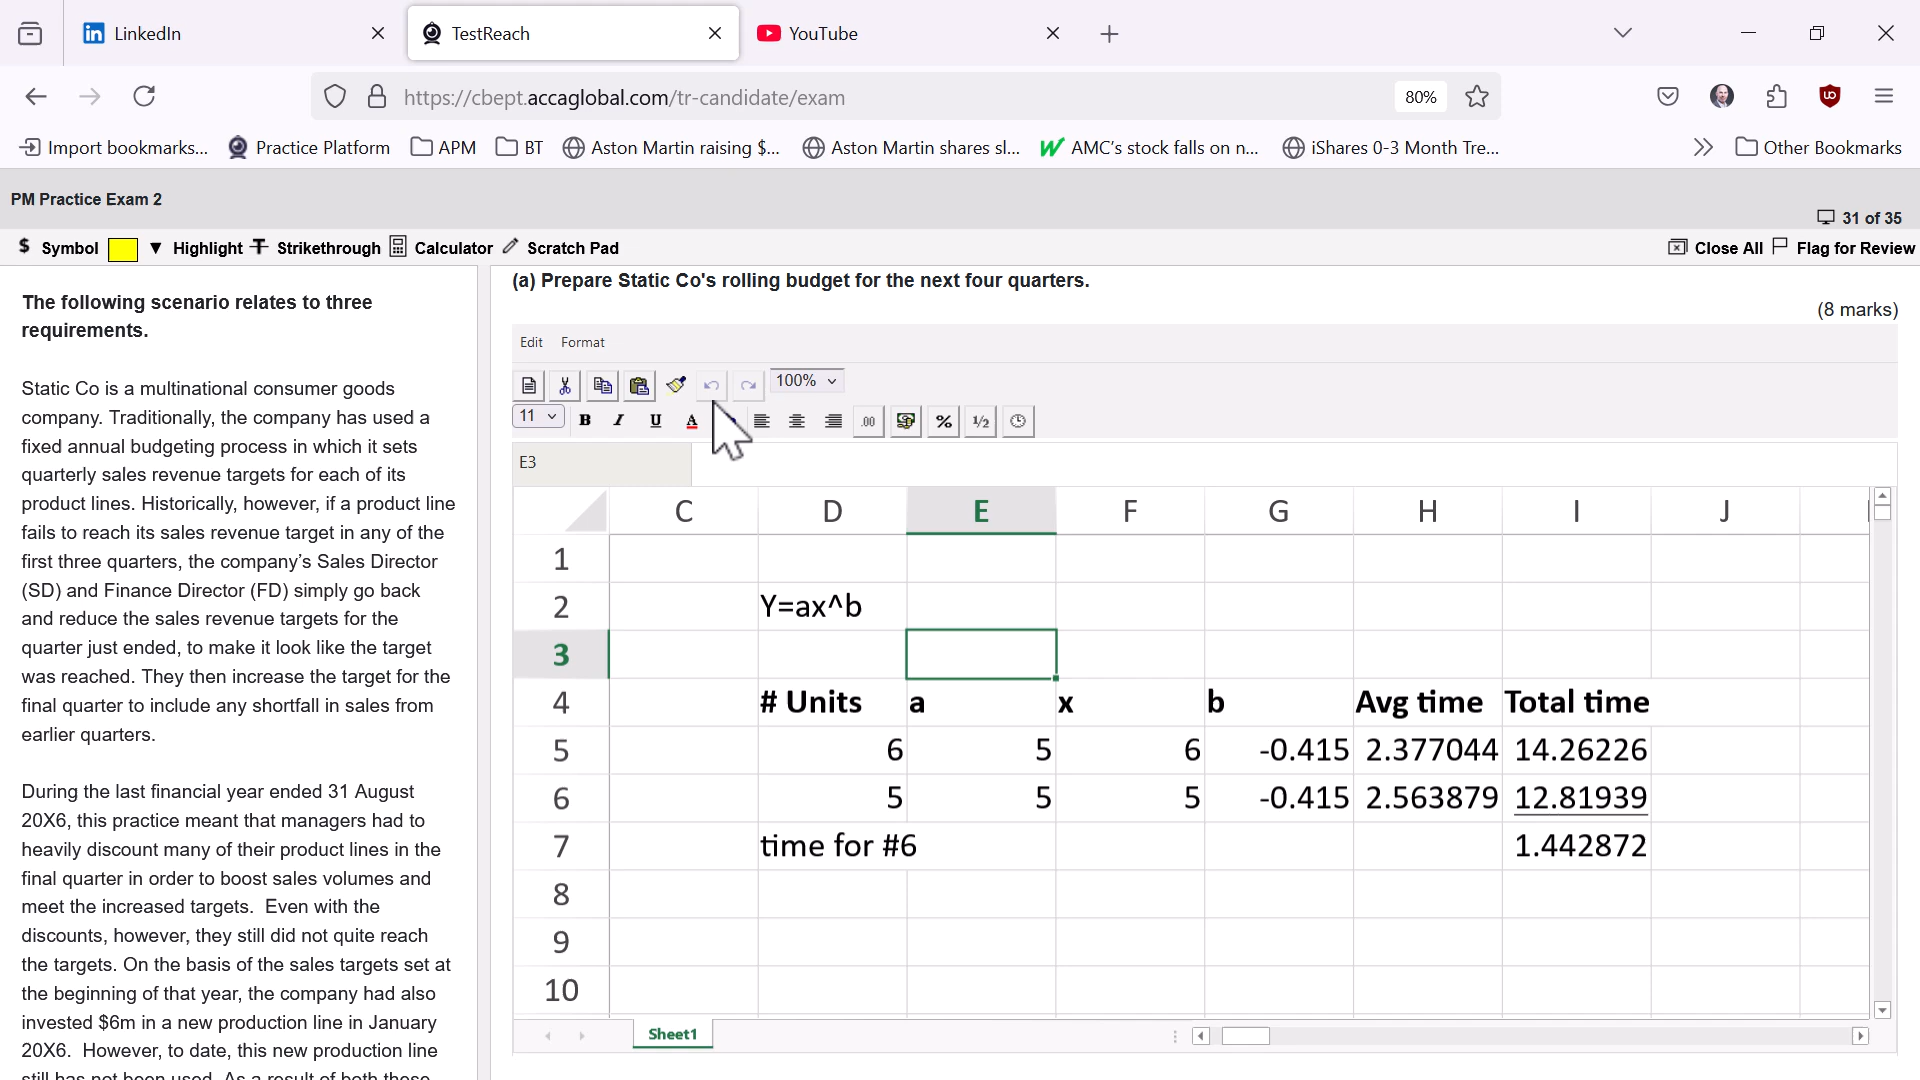 LinkedIn
TestReach
YouTube
https://cbept.accaglobal.com/tr-candidate/exam
80%
Import bookmarks...
Practice Platform
APM
BT
Aston Martin raising $...
Aston Martin shares sl...
AMC's stock falls on n...
iShares 0-3 Month Tre...
Other Bookmarks
PM Practice Exam 2
31 of 35
$ Symbol
Highlight
Strikethrough
Calculator
Scratch Pad
Close All
Flag for Review
The following scenario relates to three
requirements.
Static Co is a multinational consumer goods
company. Traditionally, the company has used a
fixed annual budgeting process in which it sets
quarterly sales revenue targets for each of its
product lines. Historically, however, if a product line
fails to reach its sales revenue target in any of the
first three quarters, the company's Sales Director
(SD) and Finance Director (FD) simply go back
and reduce the sales revenue targets for the
quarter just ended, to make it look like the target
was reached. They then increase the target for the
final quarter to include any shortfall in sales from
earlier quarters.
During the last financial year ended 31 August
20X6, this practice meant that managers had to
heavily discount many of their product lines in the
final quarter in order to boost sales volumes and
meet the increased targets.  Even with the
discounts, however, they still did not quite reach
the targets. On the basis of the sales targets set at
the beginning of that year, the company had also
invested $6m in a new production line in January
20X6.  However, to date, this new production line
still has not been used. As a result of both these
(a) Prepare Static Co's rolling budget for the next four quarters.
(8 marks)
Edit Format
100%
11 B I U A .00 % 1/2
E3
C D E F G H I J
1
2 Y=ax^b
3
4 # Units a x b Avg time Total time
5 6 5 6 -0.415 2.377044 14.26226
6 5 5 5 -0.415 2.563879 12.81939
7 time for #6 1.442872
8
9
10
Sheet1